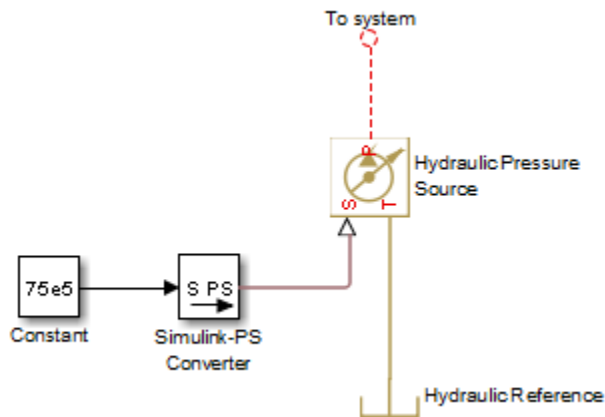 To system
P
Hydraulic Pressure
Source
S T
75e5
S PS
Constant
Simulink-PS
Converter
Hydraulic Reference